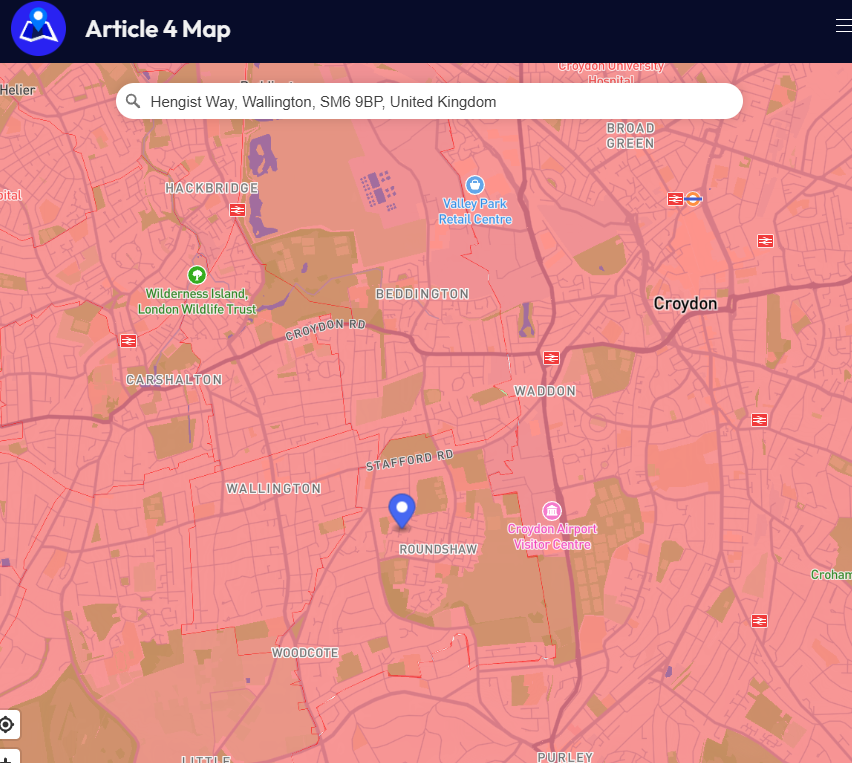 Article 4 Map
Croydon University
Hospital
Helier
Hengist Way, Wallington, SM6 9BP, United Kingdom
BROAD
GREEN
HACKBRIDGE
Valley Park
Retail Centre
Wilderness Island,
London Wildlife Trust
BEDDINGTON
Croydon
CROYDON RD
CARSHALTON
WADDON
STAFFORD RD
WALLINGTON
Croydon Airport
Visitor Centre
ROUNDSHAW
Croham
WOODCOTE
LITTLE
PURLEY